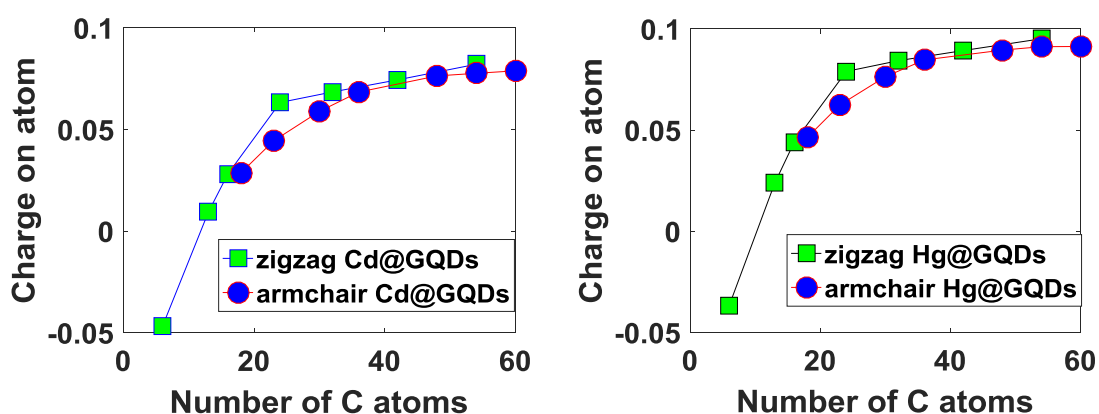 0.1
0.05
0
-0.05
Charge on atom
zigzag Cd@GQDs
armchair Cd@GQDs
0 20 40 60
Number of C atoms
0.1
0.05
0
-0.05
Charge on atom
zigzag Hg@GQDs
armchair Hg@GQDs
0 20 40 60
Number of C atoms